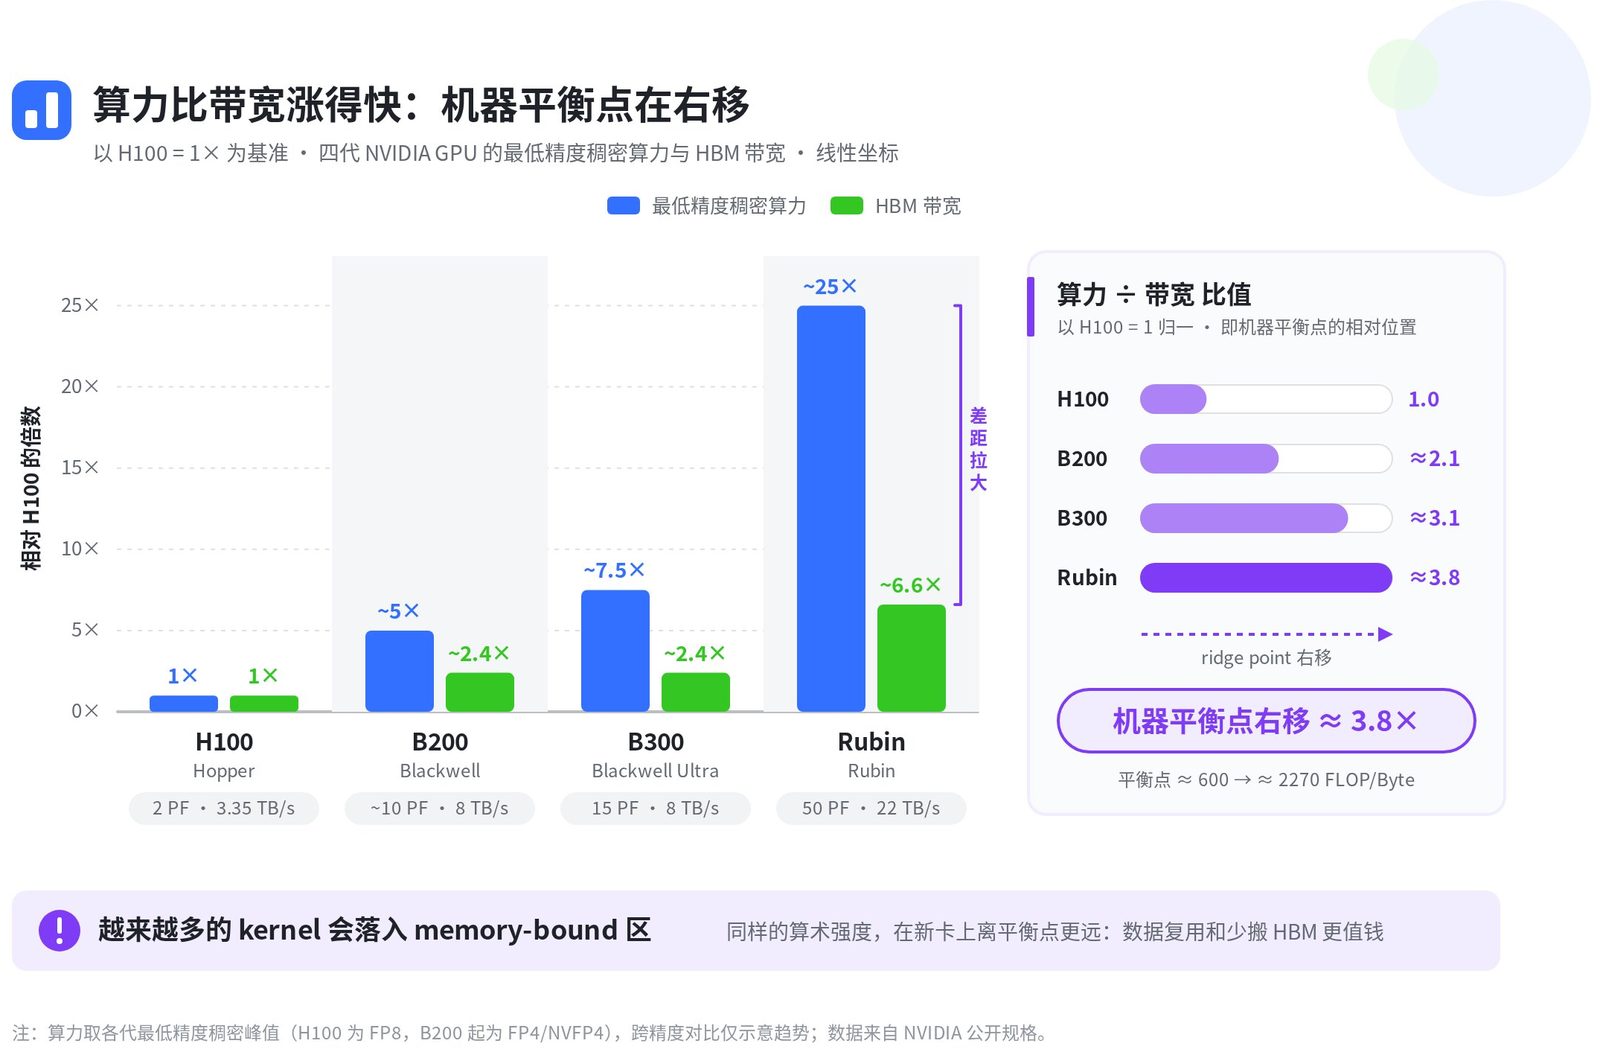 算力比带宽涨得快：机器平衡点在右移
以 H100 = 1× 为基准 · 四代 NVIDIA GPU 的最低精度稠密算力与 HBM 带宽 · 线性坐标
最低精度稠密算力 HBM 带宽
相对 H100 的倍数
25×
20×
15×
10×
5×
0×
1× 1×
~5× ~2.4×
~7.5× ~2.4×
~25× ~6.6×
差距拉大
H100 B200 B300 Rubin
Hopper Blackwell Blackwell Ultra Rubin
2 PF · 3.35 TB/s ~10 PF · 8 TB/s 15 PF · 8 TB/s 50 PF · 22 TB/s
算力 ÷ 带宽 比值
以 H100 = 1 归一 · 即机器平衡点的相对位置
H100 1.0
B200 ≈2.1
B300 ≈3.1
Rubin ≈3.8
ridge point 右移
机器平衡点右移 ≈ 3.8×
平衡点 ≈ 600 → ≈ 2270 FLOP/Byte
越来越多的 kernel 会落入 memory-bound 区 同样的算术强度，在新卡上离平衡点更远：数据复用和少搬 HBM 更值钱
注：算力取各代最低精度稠密峰值（H100 为 FP8，B200 起为 FP4/NVFP4），跨精度对比仅示意趋势；数据来自 NVIDIA 公开规格。